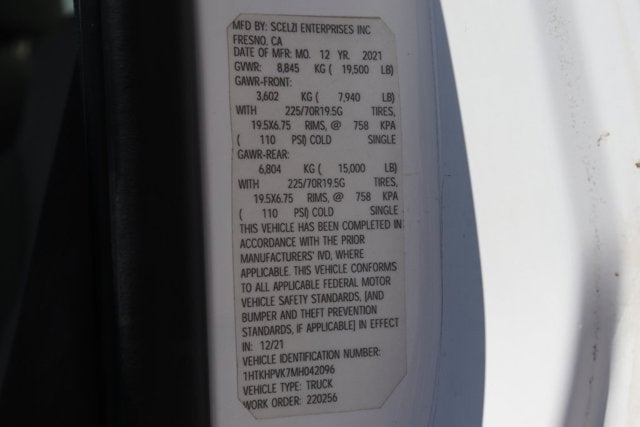 MFD BY: SCELZI ENTERPRISES INC
FRESNO, CA
DATE OF MFR: MO. 12 YR. 2021
GVWR: 8,845 KG ( 19,500 LB)
GAWR-FRONT:
3,602 KG ( 7,940 LB)
WITH 225/70R19.5G TIRES,
19.5X6.75 RIMS, @ 758 KPA
( 110 PSI) COLD SINGLE
GAWR-REAR:
6,804 KG ( 15,000 LB)
WITH 225/70R19.5G TIRES,
19.5X6.75 RIMS, @ 758 KPA
( 110 PSI) COLD SINGLE
THIS VEHICLE HAS BEEN COMPLETED IN
ACCORDANCE WITH THE PRIOR
MANUFACTURERS' IVD, WHERE
APPLICABLE. THIS VEHICLE CONFORMS
TO ALL APPLICABLE FEDERAL MOTOR
VEHICLE SAFETY STANDARDS, [AND
BUMPER AND THEFT PREVENTION
STANDARDS, IF APPLICABLE] IN EFFECT
IN: 12/21
VEHICLE IDENTIFICATION NUMBER:
1HTKHPVK7MH042096
VEHICLE TYPE: TRUCK
WORK ORDER: 220256